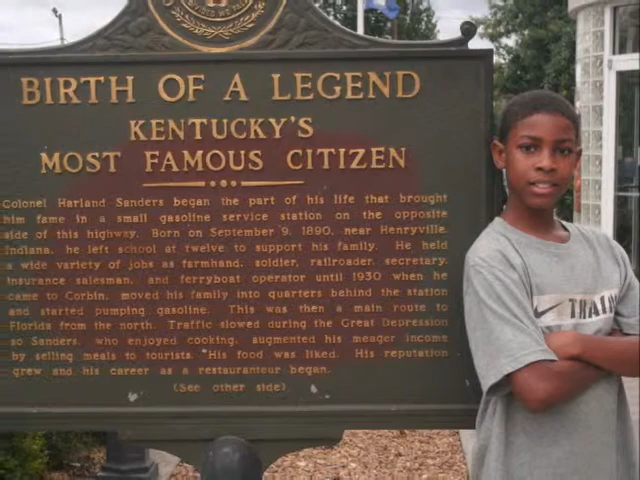 BIRTH OF A LEGEND
KENTUCKY'S
MOST FAMOUS CITIZEN
Colonel Harland Sanders began the part of his life that brought
him fame in a small gasoline service station on the opposite
side of this highway. Born on September 9, 1890, near Henryville,
Indiana, he left school at twelve to support his family. He held
a wide variety of jobs as farmhand, soldier, railroader, secretary,
insurance salesman, and ferryboat operator until 1930 when he
came to Corbin, moved his family into quarters behind the station
and started pumping gasoline. This was then a main route to
Florida from the north. Traffic slowed during the Great Depression
so Sanders, who enjoyed cooking, augmented his meager income
by selling meals to tourists. His food was liked. His reputation
grew and his career as a restauranteur began.
(See other side)
TRAIN